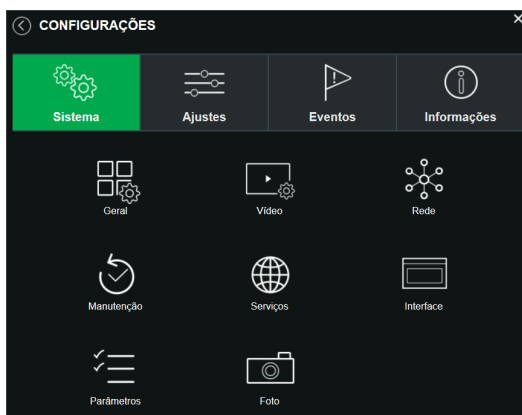 CONFIGURAÇÕES
Sistema Ajustes Eventos Informações
Geral Vídeo Rede
Manutenção Serviços Interface
Parâmetros Foto